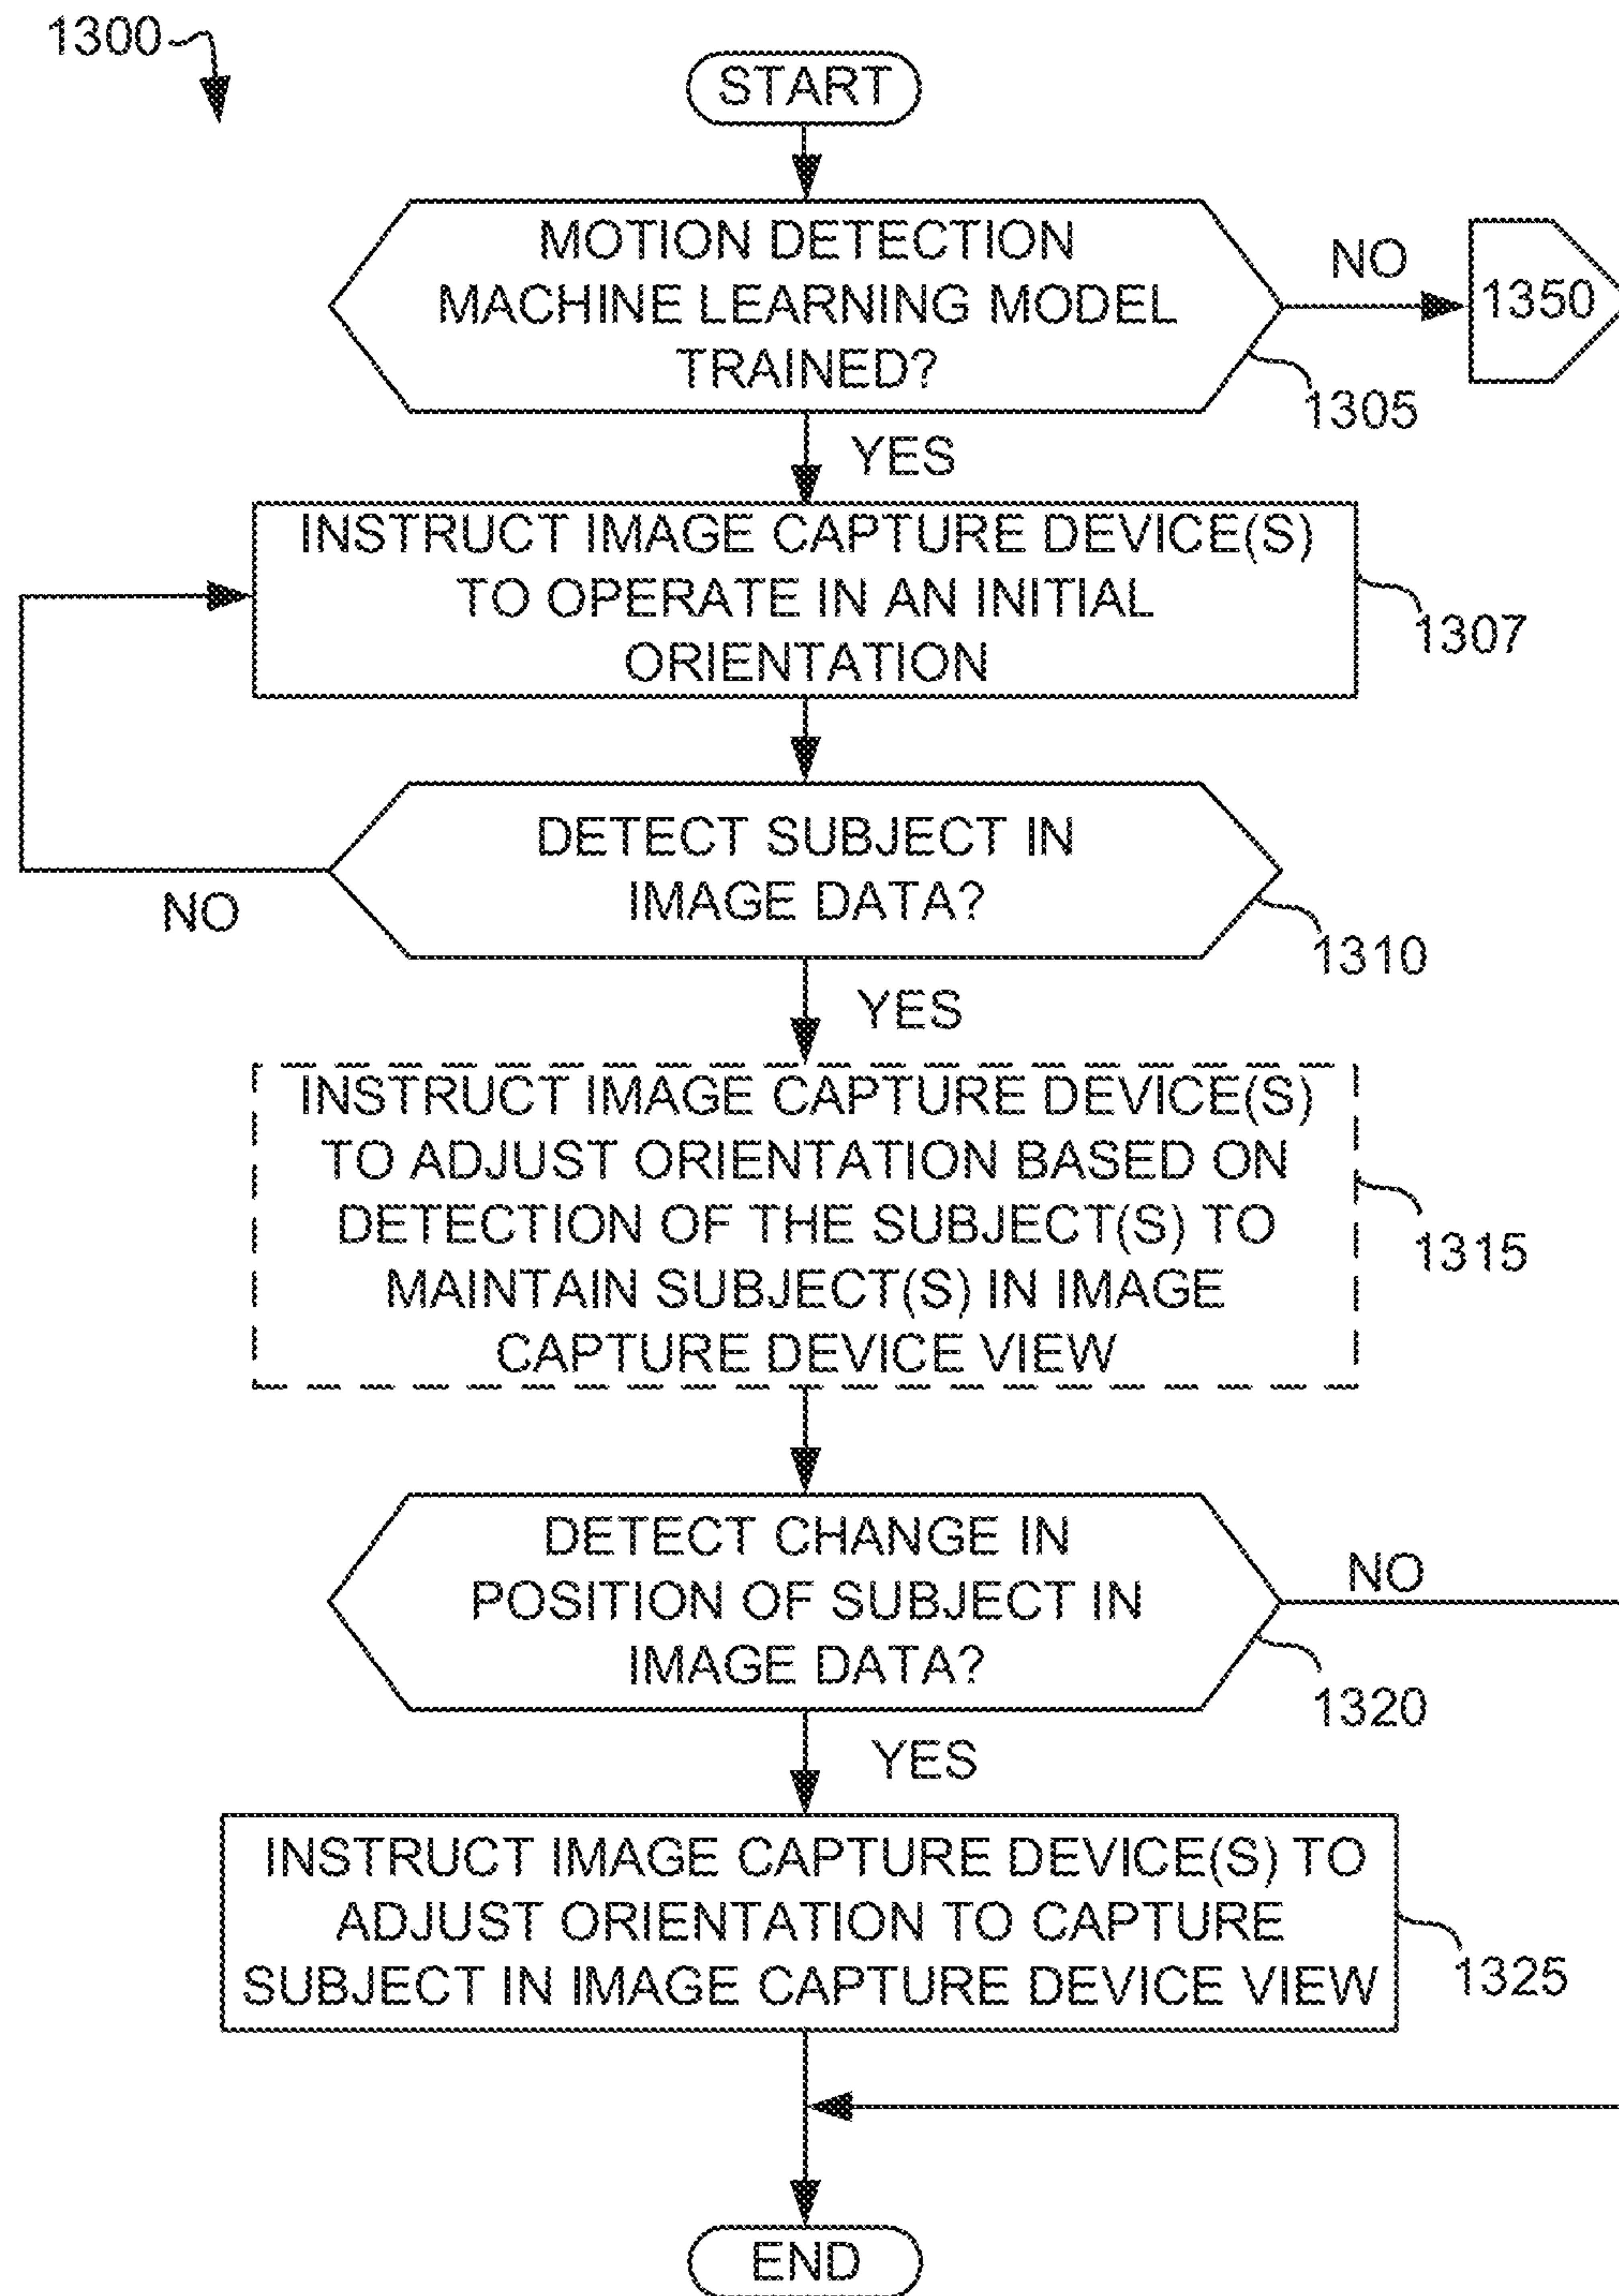 1300
START
MOTION DETECTION
MACHINE LEARNING MODEL
TRAINED?
NO
1350
1305
YES
INSTRUCT IMAGE CAPTURE DEVICE(S)
TO OPERATE IN AN INITIAL
ORIENTATION
1307
DETECT SUBJECT IN
IMAGE DATA?
NO
1310
YES
INSTRUCT IMAGE CAPTURE DEVICE(S)
TO ADJUST ORIENTATION BASED ON
DETECTION OF THE SUBJECT(S) TO
MAINTAIN SUBJECT(S) IN IMAGE
CAPTURE DEVICE VIEW
1315
DETECT CHANGE IN
POSITION OF SUBJECT IN
IMAGE DATA?
NO
1320
YES
INSTRUCT IMAGE CAPTURE DEVICE(S) TO
ADJUST ORIENTATION TO CAPTURE
SUBJECT IN IMAGE CAPTURE DEVICE VIEW
1325
END